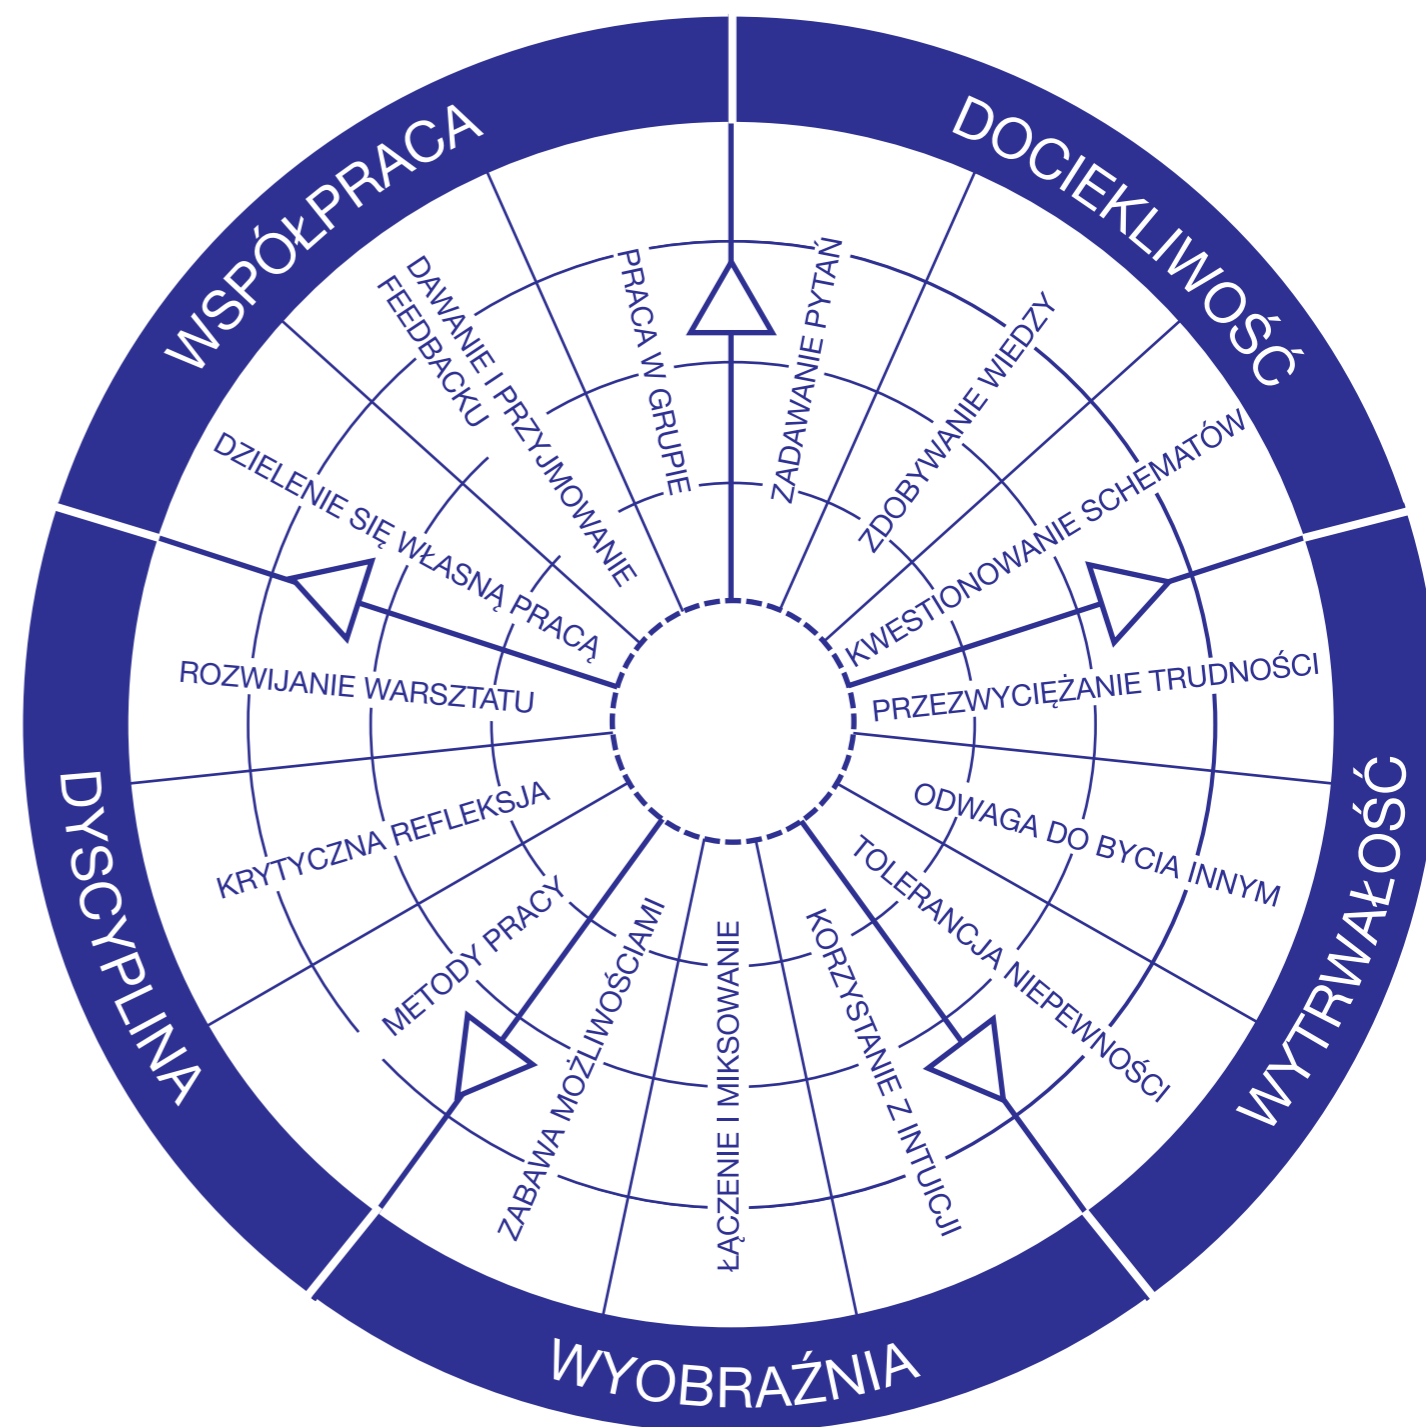 DOCIEKLIWOŚĆ
ZADAWANIE PYTAŃ
ZDOBYWANIE WIEDZY
KWESTIONOWANIE SCHEMATÓW
WYTRWAŁOŚĆ
PRZEZWYCIĘŻANIE TRUDNOŚCI
ODWAGA DO BYCIA INNYM
TOLERANCJA NIEPEWNOŚCI
WYOBRAŹNIA
KORZYSTANIE Z INTUICJI
ŁĄCZENIE I MIKSOWANIE
ZABAWA MOŻLIWOŚCIAMI
DYSCYPLINA
METODY PRACY
KRYTYCZNA REFLEKSJA
ROZWIJANIE WARSZTATU
WSPÓŁPRACA
DZIELENIE SIĘ WŁASNĄ PRACĄ
DAWANIE I PRZYJMOWANIE
FEEDBACKU
PRACA W GRUPIE